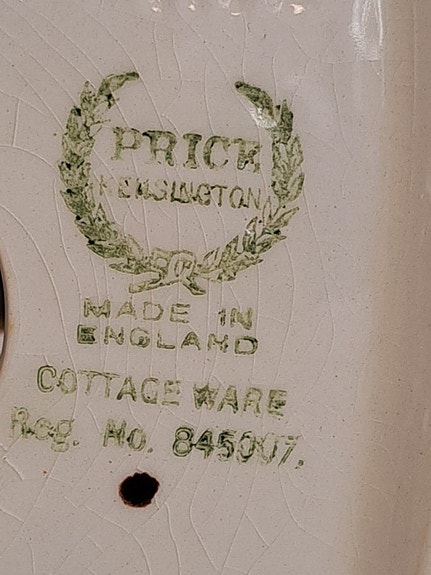 PRICE
KENSINGTON
MADE IN
ENGLAND
COTTAGE WARE
Reg. No. 845007.